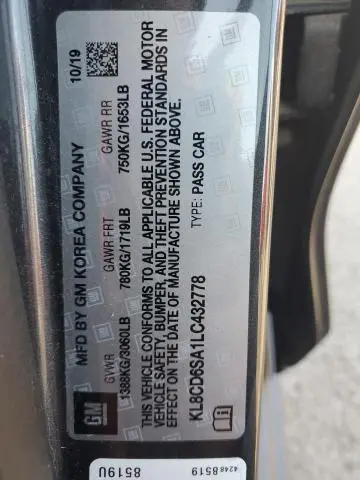 MFD BY GM KOREA COMPANY 10/19
GVWR GAWR FRT GAWR RR
1388KG/3060LB 780KG/1719LB 750KG/1653LB
THIS VEHICLE CONFORMS TO ALL APPLICABLE U.S. FEDERAL MOTOR
VEHICLE SAFETY, BUMPER, AND THEFT PREVENTION STANDARDS IN
EFFECT ON THE DATE OF MANUFACTURE SHOWN ABOVE.
KL8CD6SA1LC432778 TYPE: PASS CAR
GM
4248 8519
8519U